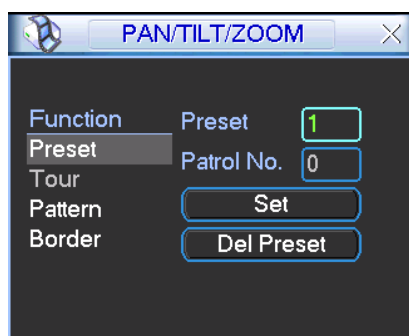 PAN/TILT/ZOOM
Function
Preset
Tour
Pattern
Border
Preset 1
Patrol No. 0
Set
Del Preset